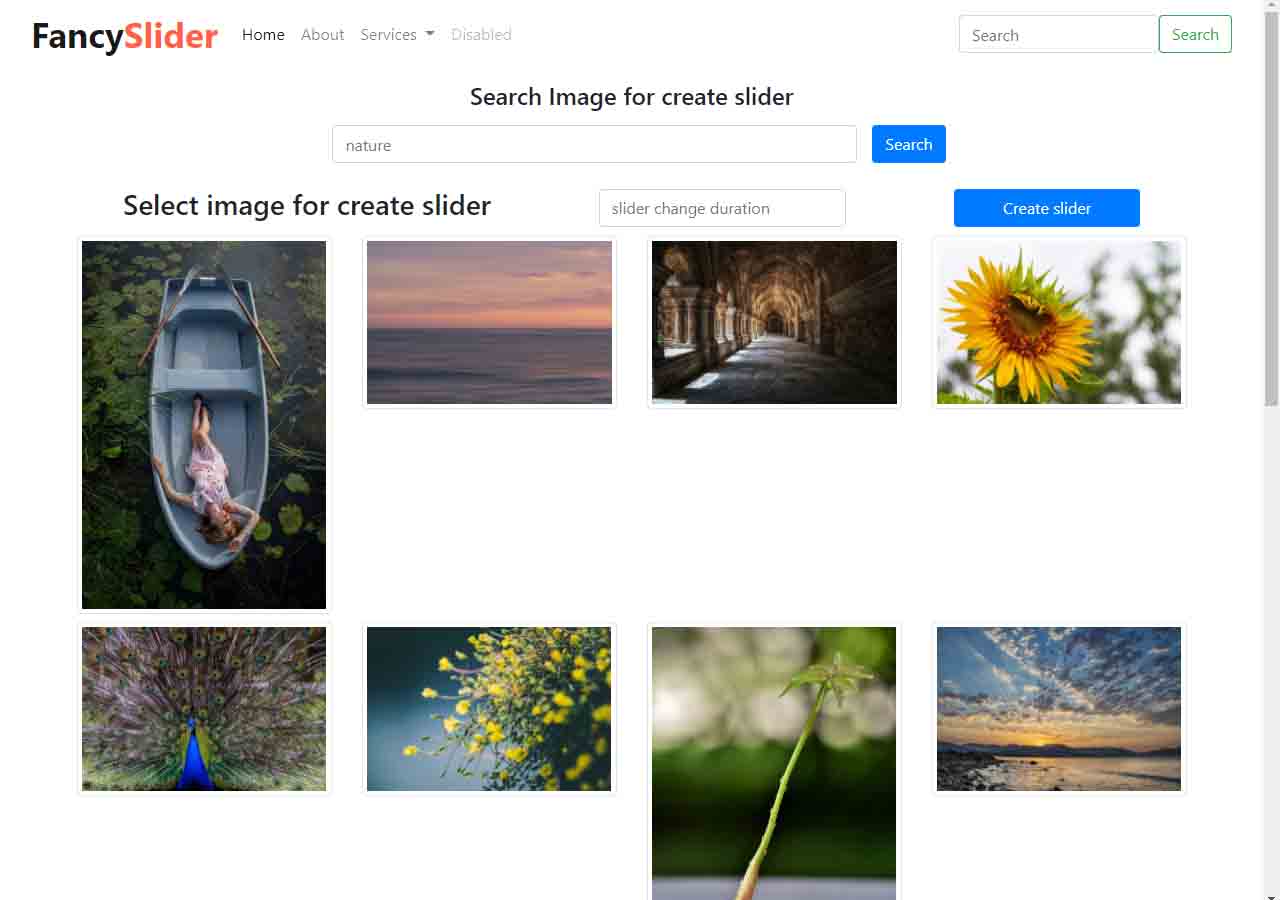 FancySlider Home About Services Disabled Search Search
Search Image for create slider
nature Search
Select image for create slider slider change duration Create slider